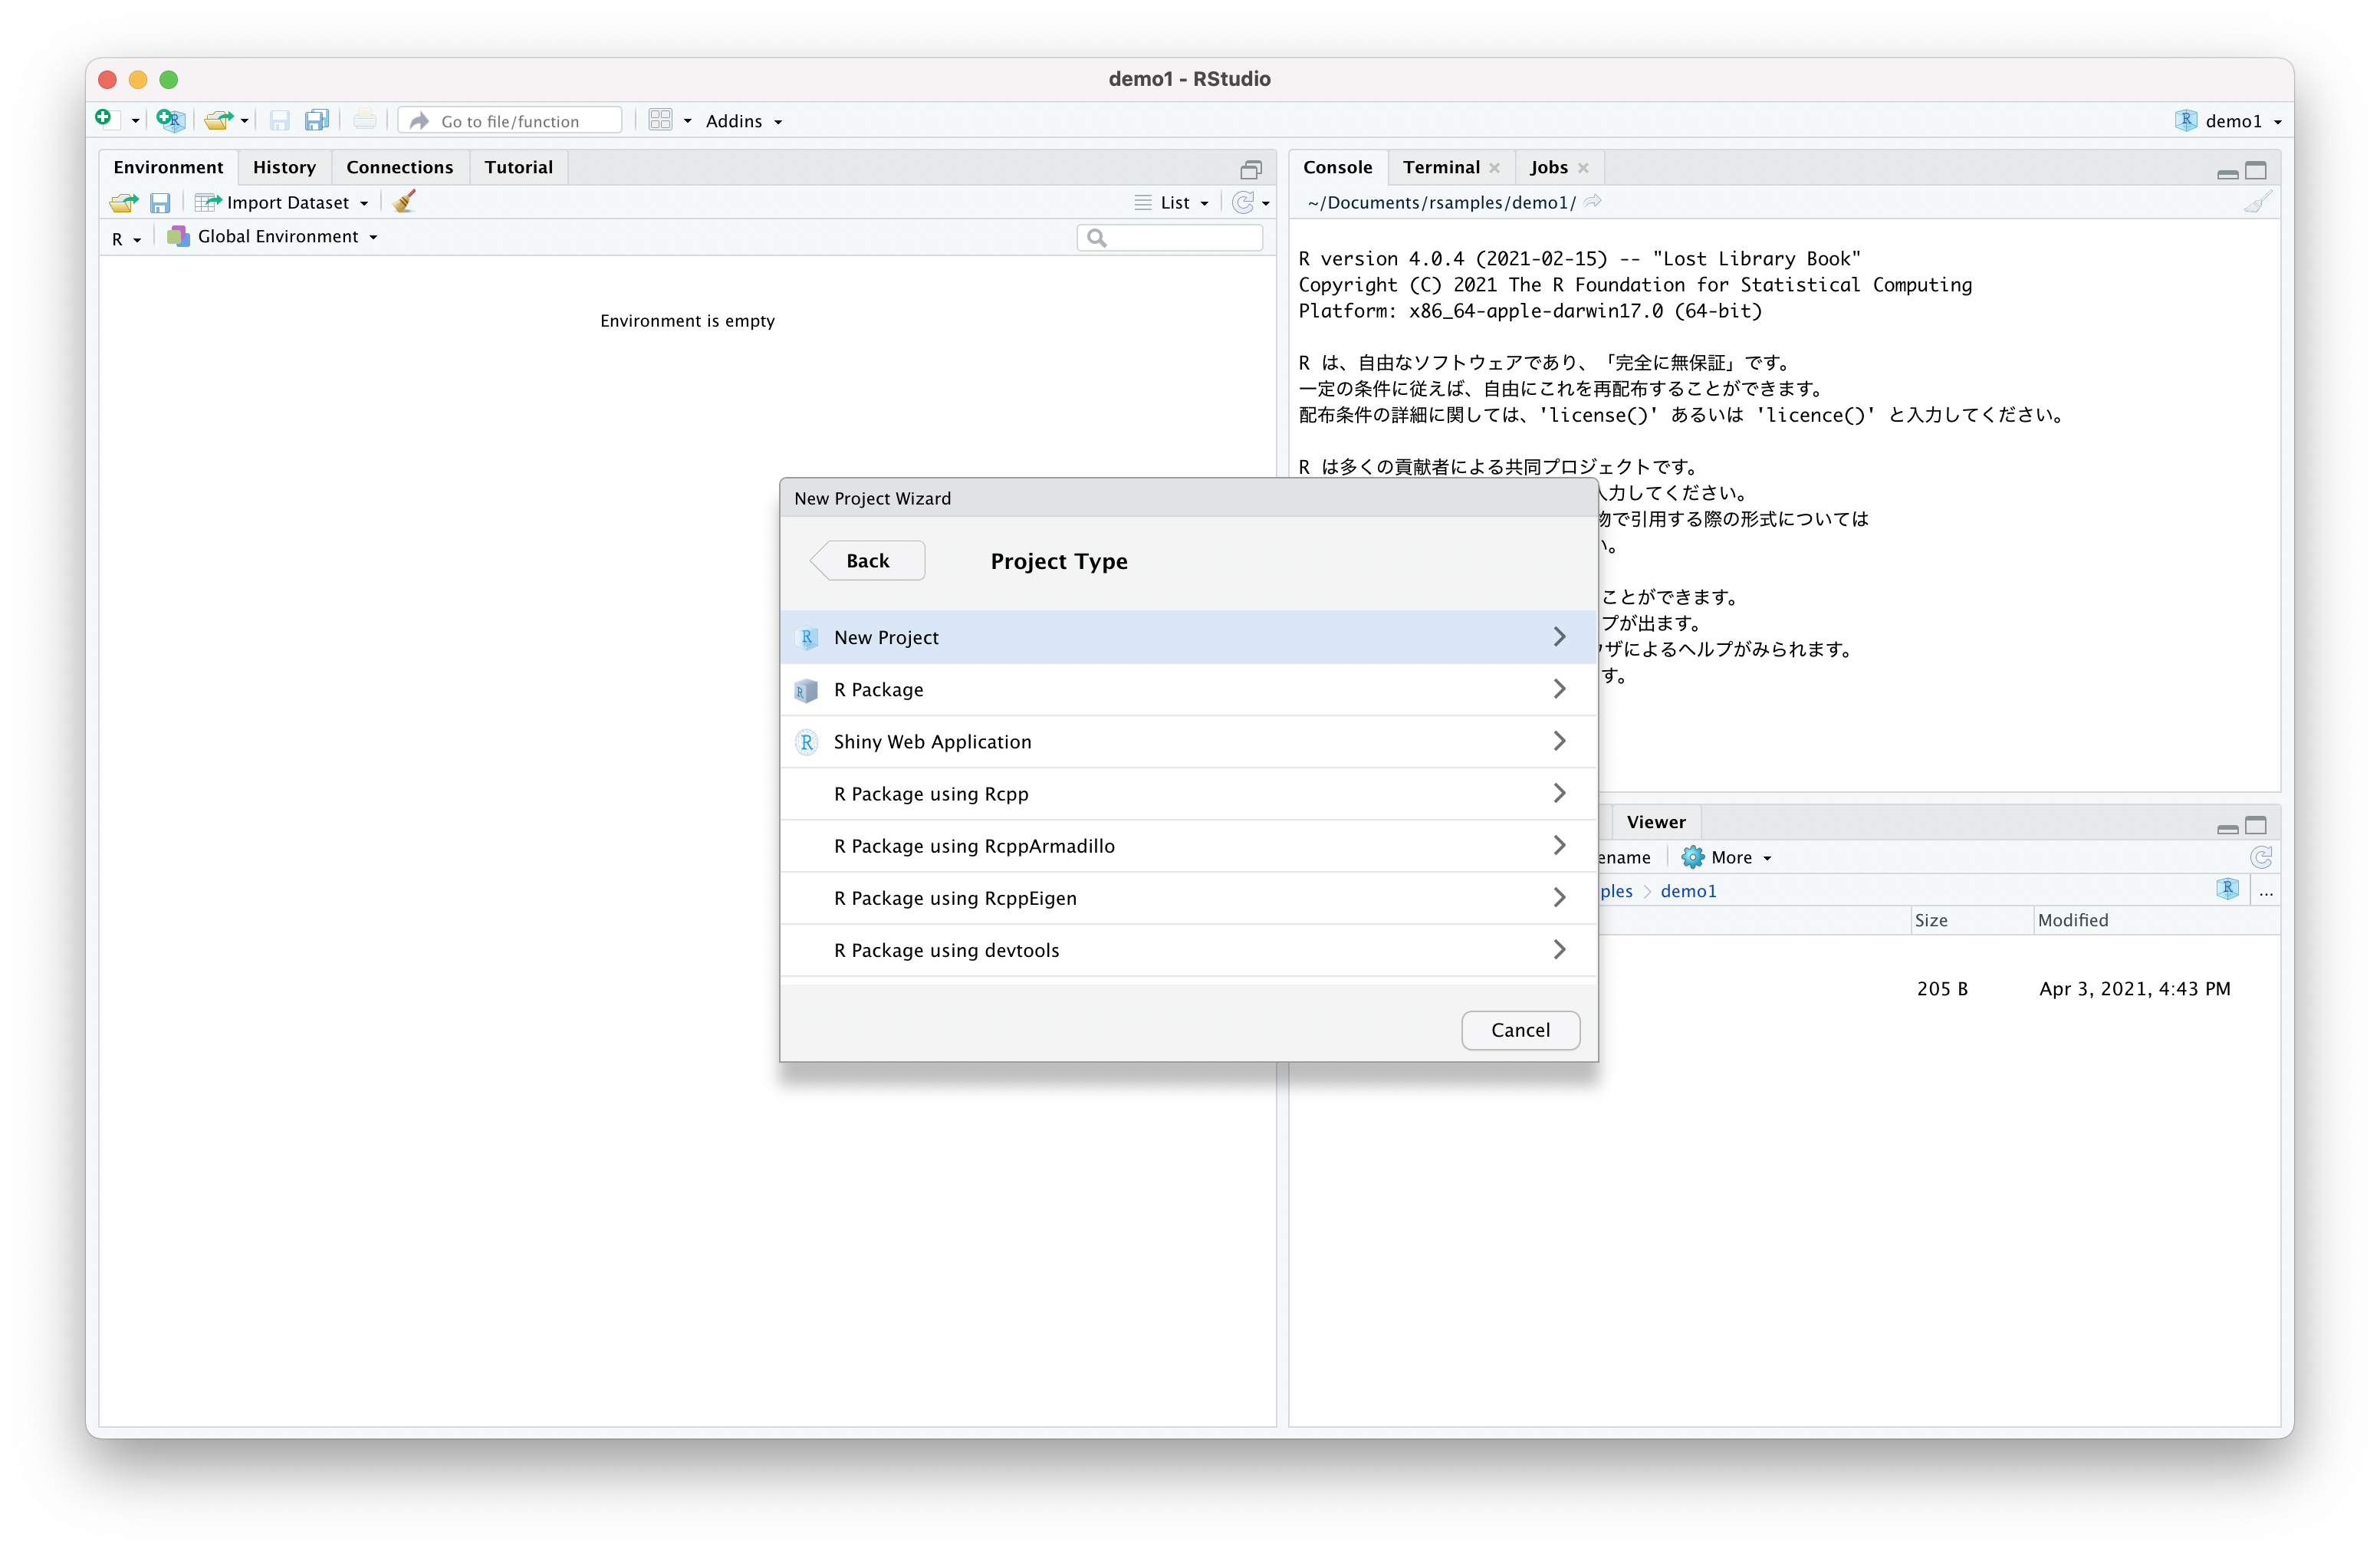 demo1 - RStudio
Go to file/function
Addins
demo1
Environment History Connections Tutorial
Import Dataset
List
R
Global Environment
Environment is empty
Console Terminal Jobs
~/Documents/rsamples/demo1/
R version 4.0.4 (2021-02-15) -- "Lost Library Book"
Copyright (C) 2021 The R Foundation for Statistical Computing
Platform: x86_64-apple-darwin17.0 (64-bit)
R は、自由なソフトウェアであり、「完全に無保証」です。
一定の条件に従えば、自由にこれを再配布することができます。
配布条件の詳細に関しては、'license()' あるいは 'licence()' と入力してください。
R は多くの貢献者による共同プロジェクトです。
入力してください。
物で引用する際の形式については
い。
ことができます。
プが出ます。
ウザによるヘルプがみられます。
す。
New Project Wizard
Back
Project Type
New Project
R Package
Shiny Web Application
R Package using Rcpp
R Package using RcppArmadillo
R Package using RcppEigen
R Package using devtools
Cancel
Viewer
ename
More
ples > demo1
...
Size Modified
205 B Apr 3, 2021, 4:43 PM